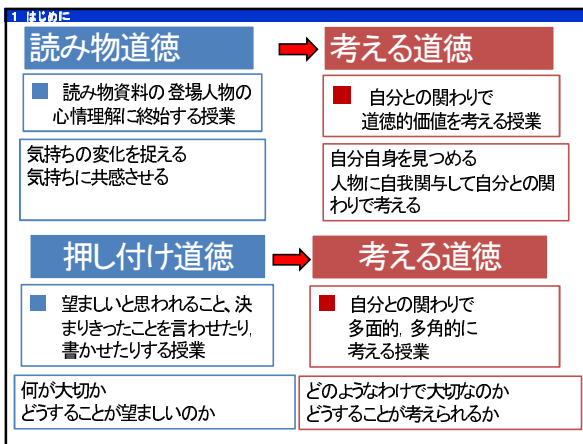 1 はじめに
読み物道徳
考える道徳
■ 読み物資料の登場人物の
心情理解に終始する授業
■ 自分との関わりで
道徳的価値を考える授業
気持ちの変化を捉える
気持ちに共感させる
自分自身を見つめる
人物に自我関与して自分との関
わりで考える
押し付け道徳
考える道徳
■ 望ましいと思われること、決
まりきったことを言わせたり,
書かせたりする授業
■ 自分との関わりで
多面的,多角的に
考える授業
何が大切か
どうすることが望ましいのか
どのようなわけで大切なのか
どうすることが考えられるか